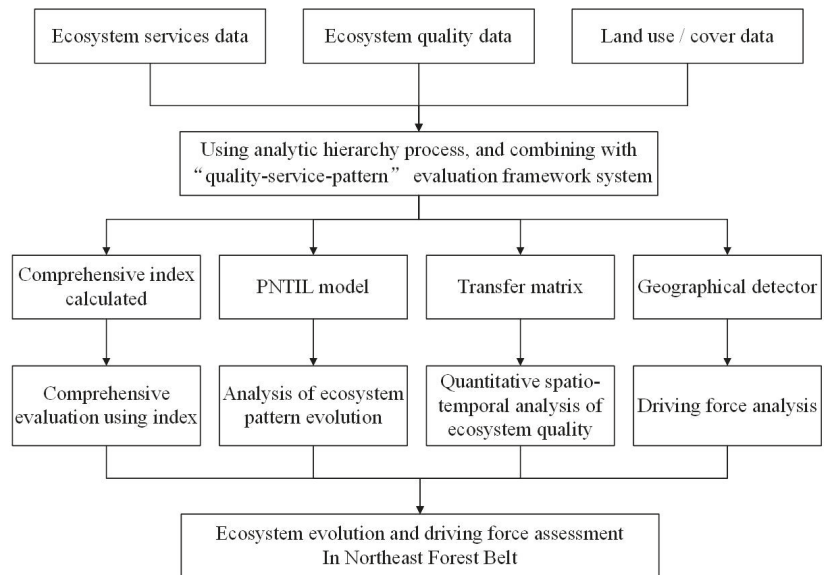 Ecosystem services data
Ecosystem quality data
Land use / cover data
Using analytic hierarchy process, and combining with
“quality-service-pattern” evaluation framework system
Comprehensive index
calculated
PNTIL model
Transfer matrix
Geographical detector
Comprehensive
evaluation using index
Analysis of ecosystem
pattern evolution
Quantitative spatio-
temporal analysis of
ecosystem quality
Driving force analysis
Ecosystem evolution and driving force assessment
In Northeast Forest Belt